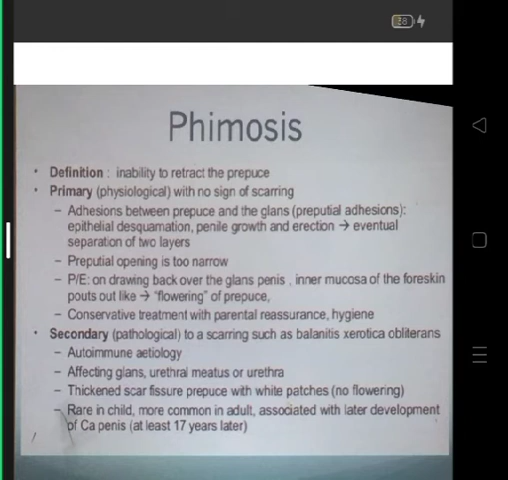 28
Phimosis
• Definition : inability to retract the prepuce
• Primary (physiological) with no sign of scarring
– Adhesions between prepuce and the glans (preputial adhesions):
epithelial desquamation, penile growth and erection → eventual
separation of two layers
– Preputial opening is too narrow
– P/E: on drawing back over the glans penis , inner mucosa of the foreskin
pouts out like → "flowering" of prepuce,
– Conservative treatment with parental reassurance, hygiene
• Secondary (pathological) to a scarring such as balanitis xerotica obliterans
– Autoimmune aetiology
– Affecting glans, urethral meatus or urethra
– Thickened scar fissure prepuce with white patches (no flowering)
– Rare in child, more common in adult, associated with later development
of Ca penis (at least 17 years later)